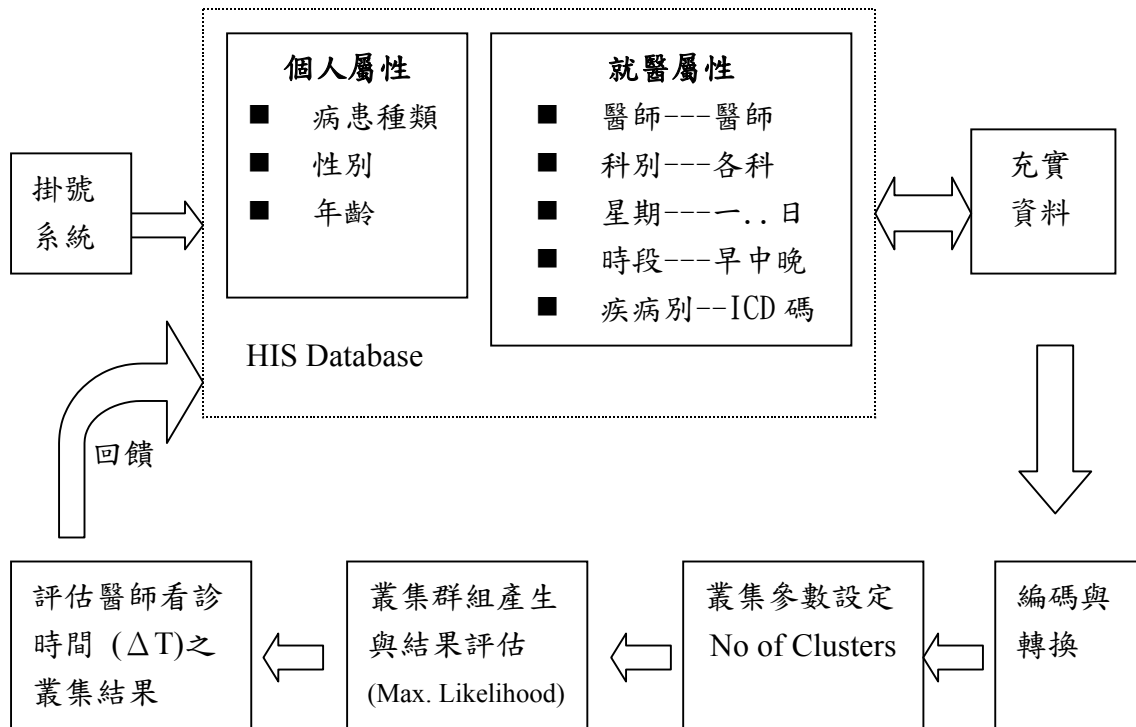 個人屬性
■ 病患種類
■ 性別
■ 年齡
就醫屬性
■ 醫師---醫師
■ 科別---各科
■ 星期---一..日
■ 時段---早中晚
■ 疾病別--ICD 碼
HIS Database
掛號
系統
充實
資料
回饋
評估醫師看診
時間 (ΔT)之
叢集結果
叢集群組產生
與結果評估
(Max. Likelihood)
叢集參數設定
No of Clusters
編碼與
轉換